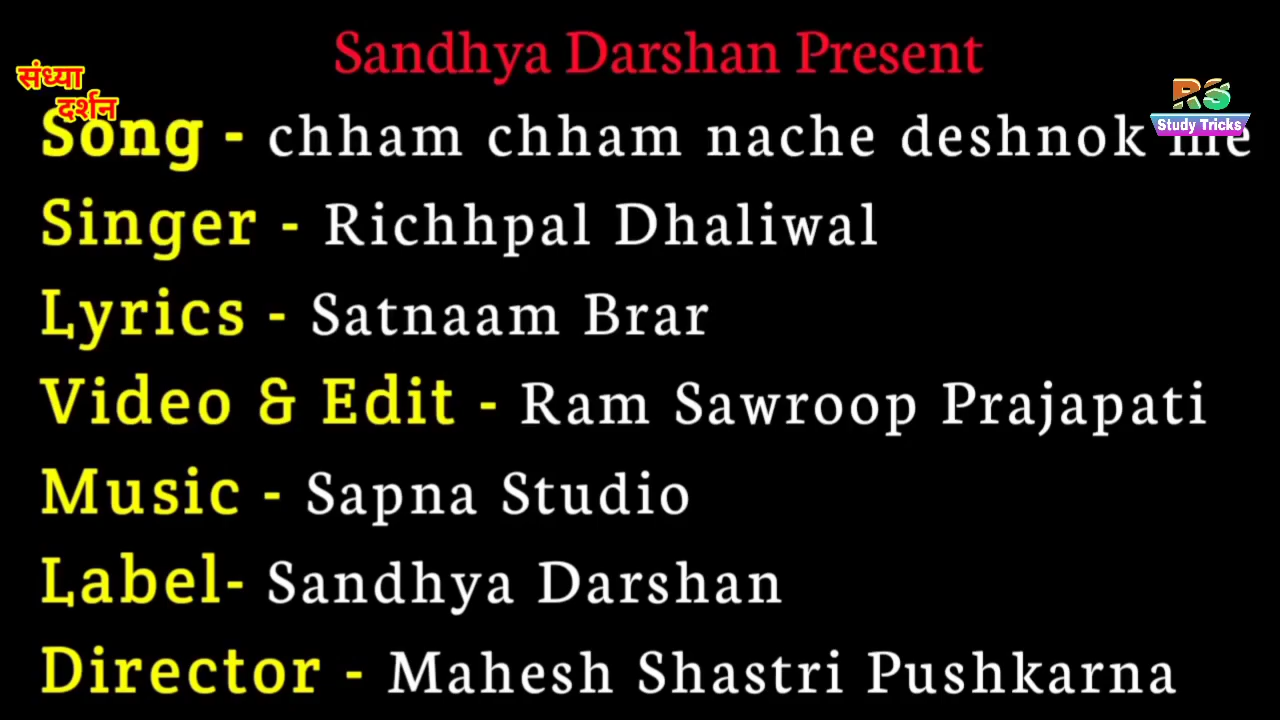 Sandhya Darshan Present
संध्या
दर्शन
RS
Study Tricks
Song - chham chham nache deshnok me
Singer - Richhpal Dhaliwal
Lyrics - Satnaam Brar
Video & Edit - Ram Sawroop Prajapati
Music - Sapna Studio
Label- Sandhya Darshan
Director - Mahesh Shastri Pushkarna